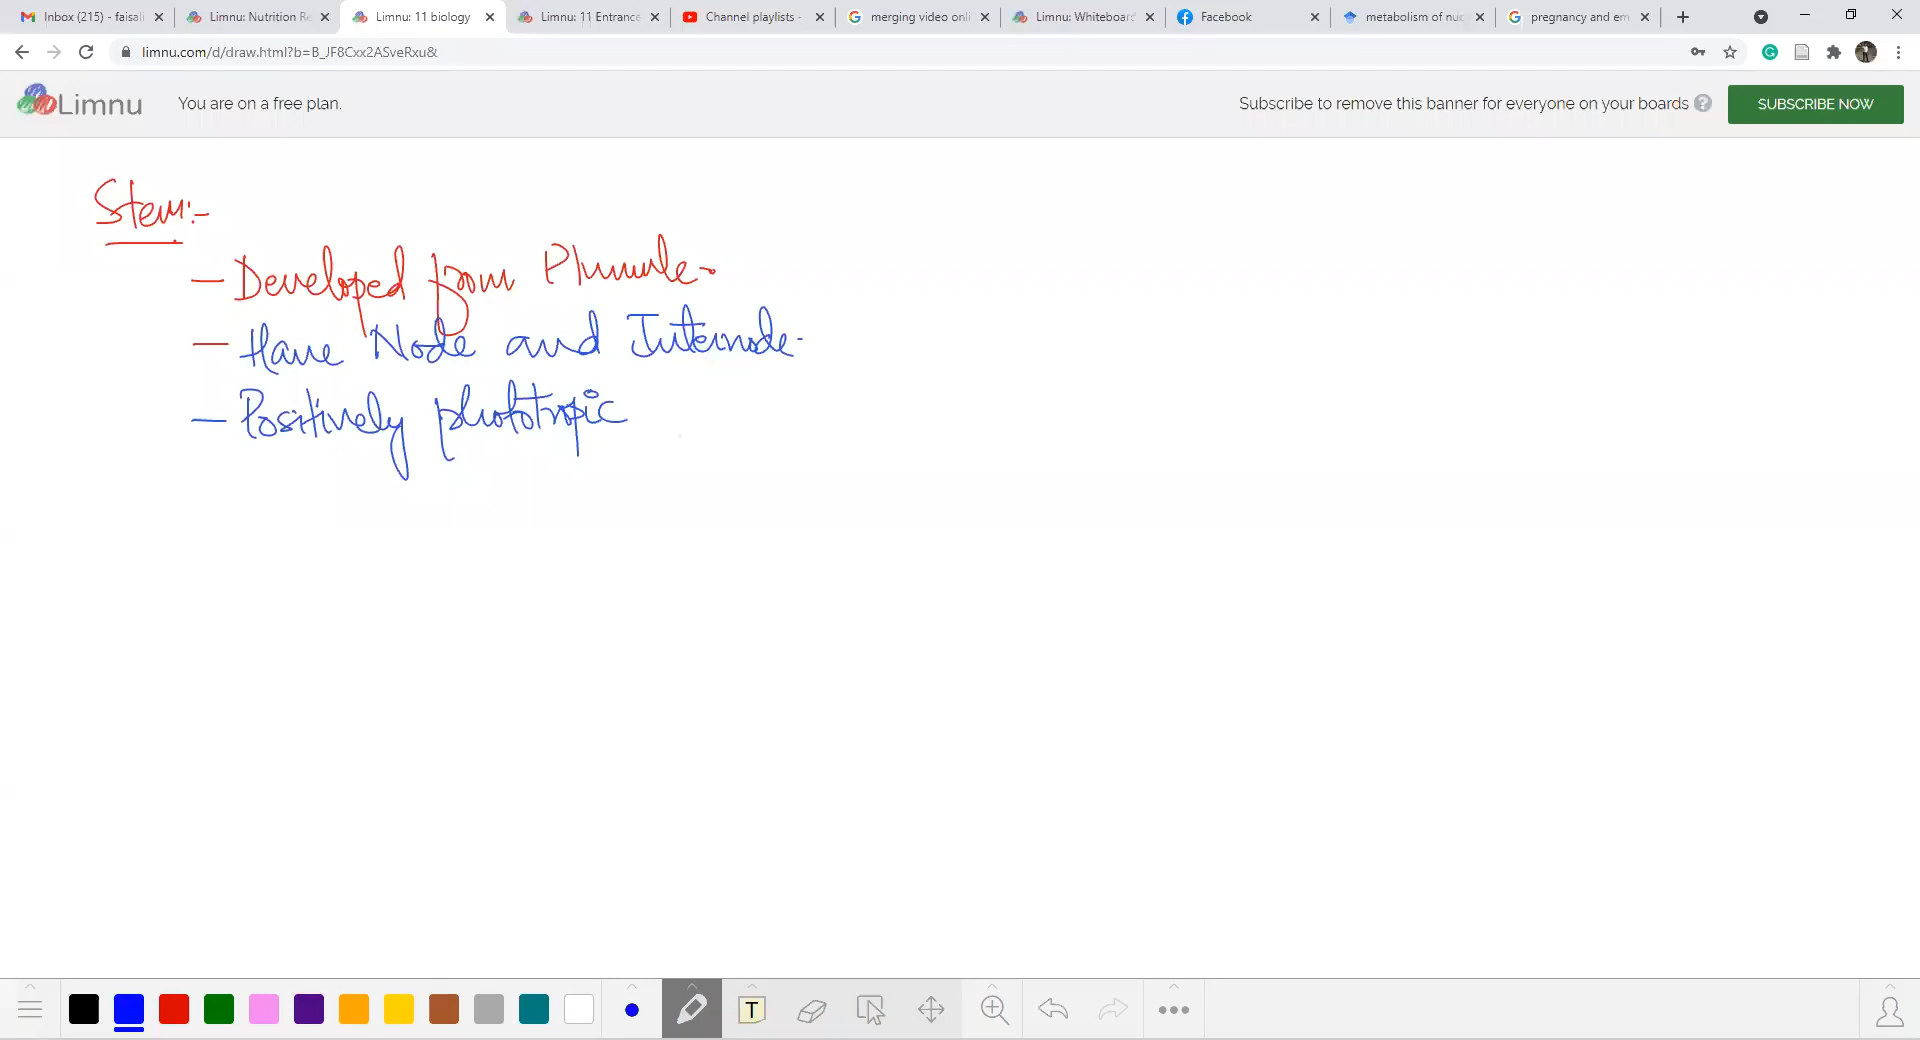 Inbox (215) - faisali
Limnu: Nutrition Re
Limnu: 11 biology
Limnu: 11 Entrance
Channel playlists -
merging video onli
Limnu: Whiteboard
Facebook
metabolism of nuc
pregnancy and em
limnu.com/d/draw.html?b=B_JF8Cxx2ASveRxu&
Limnu
You are on a free plan.
Subscribe to remove this banner for everyone on your boards ?
SUBSCRIBE NOW
Stem:-
– Developed from Plumule.
– Have Node and Internode.
– Positively phototropic
T